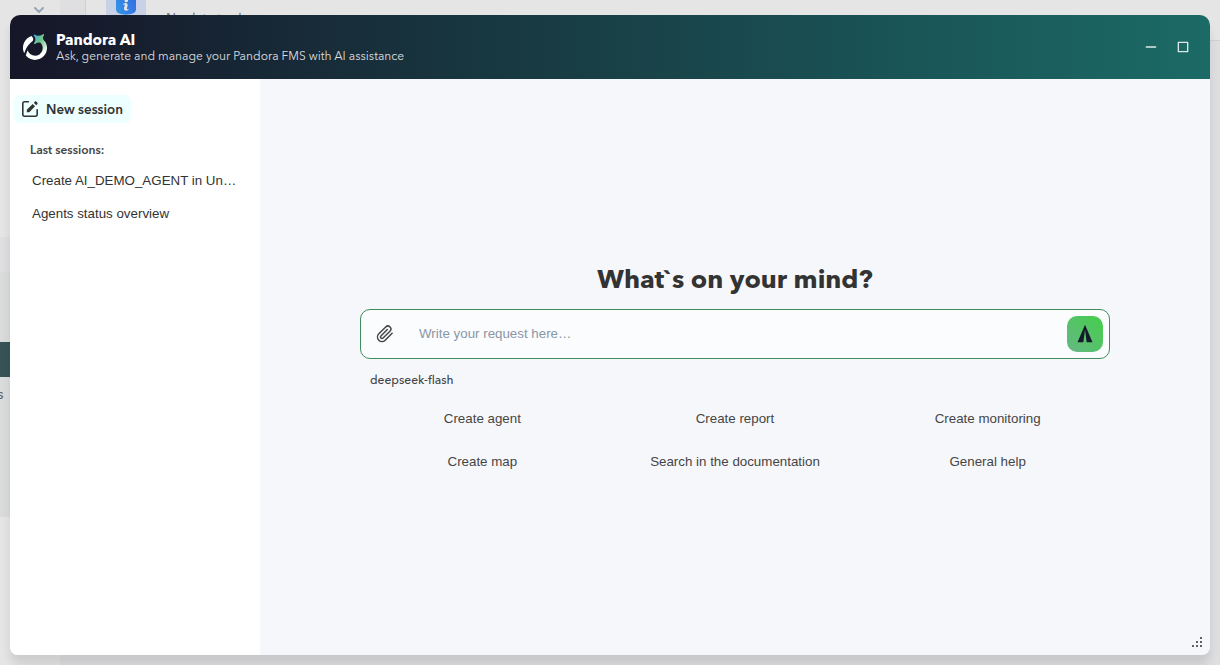 Pandora AI
Ask, generate and manage your Pandora FMS with AI assistance
New session
Last sessions:
Create AI_DEMO_AGENT in Un...
Agents status overview
What`s on your mind?
Write your request here...
deepseek-flash
Create agent
Create report
Create monitoring
Create map
Search in the documentation
General help